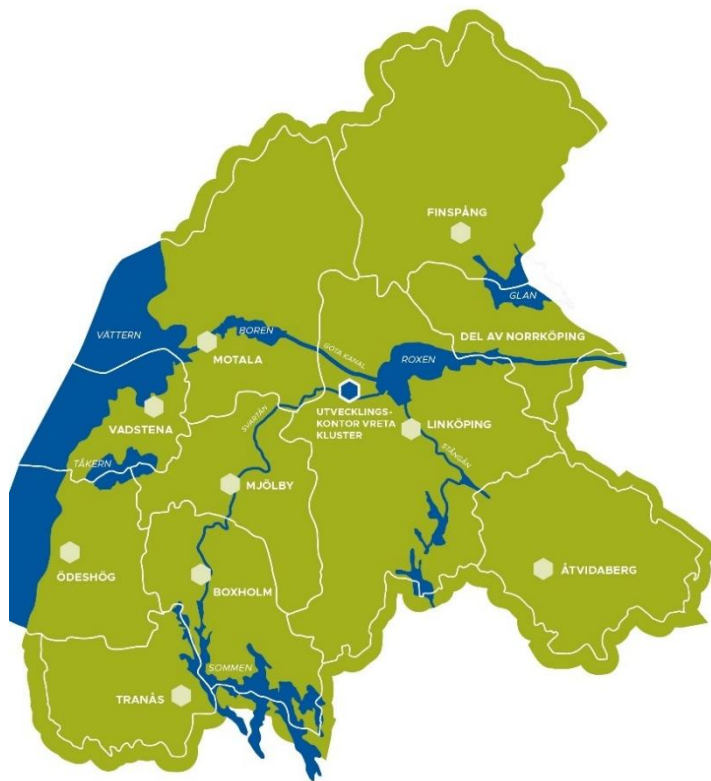 FINSPÅNG
GLAN
DEL AV NORRKÖPING
VÄTTERN
BOREN
MOTALA
GÖTA KANAL
ROXEN
VADSTENA
SVARTÅN
UTVECKLINGS-
KONTOR VRETA
KLUSTER
LINKÖPING
STÅNGÅN
TÅKERN
MJÖLBY
ÖDESHÖG
BOXHOLM
ÅTVIDABERG
SOMMEN
TRANÅS